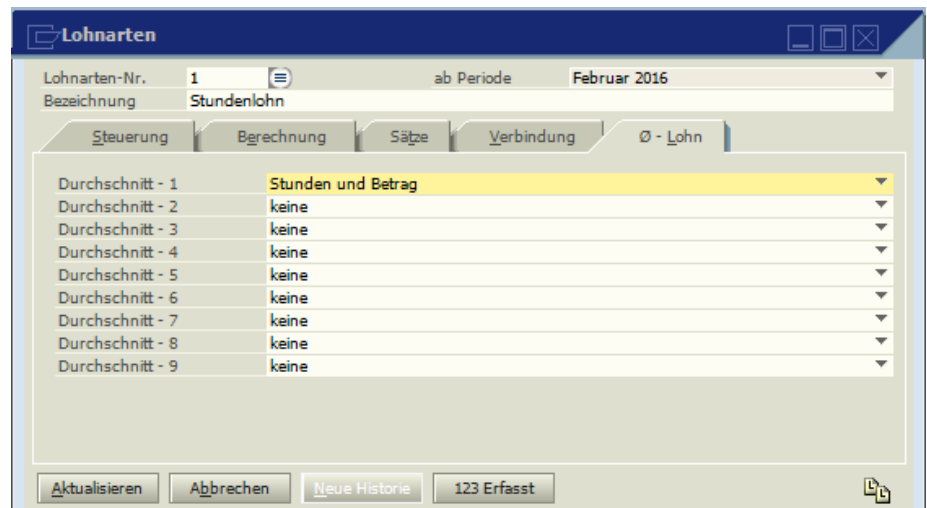 Lohnarten
Lohnarten-Nr. 1 ab Periode Februar 2016
Bezeichnung Stundenlohn
Steuerung Berechnung Sätze Verbindung Ø - Lohn
Durchschnitt - 1 Stunden und Betrag
Durchschnitt - 2 keine
Durchschnitt - 3 keine
Durchschnitt - 4 keine
Durchschnitt - 5 keine
Durchschnitt - 6 keine
Durchschnitt - 7 keine
Durchschnitt - 8 keine
Durchschnitt - 9 keine
Aktualisieren Abbrechen Neue Historie 123 Erfasst